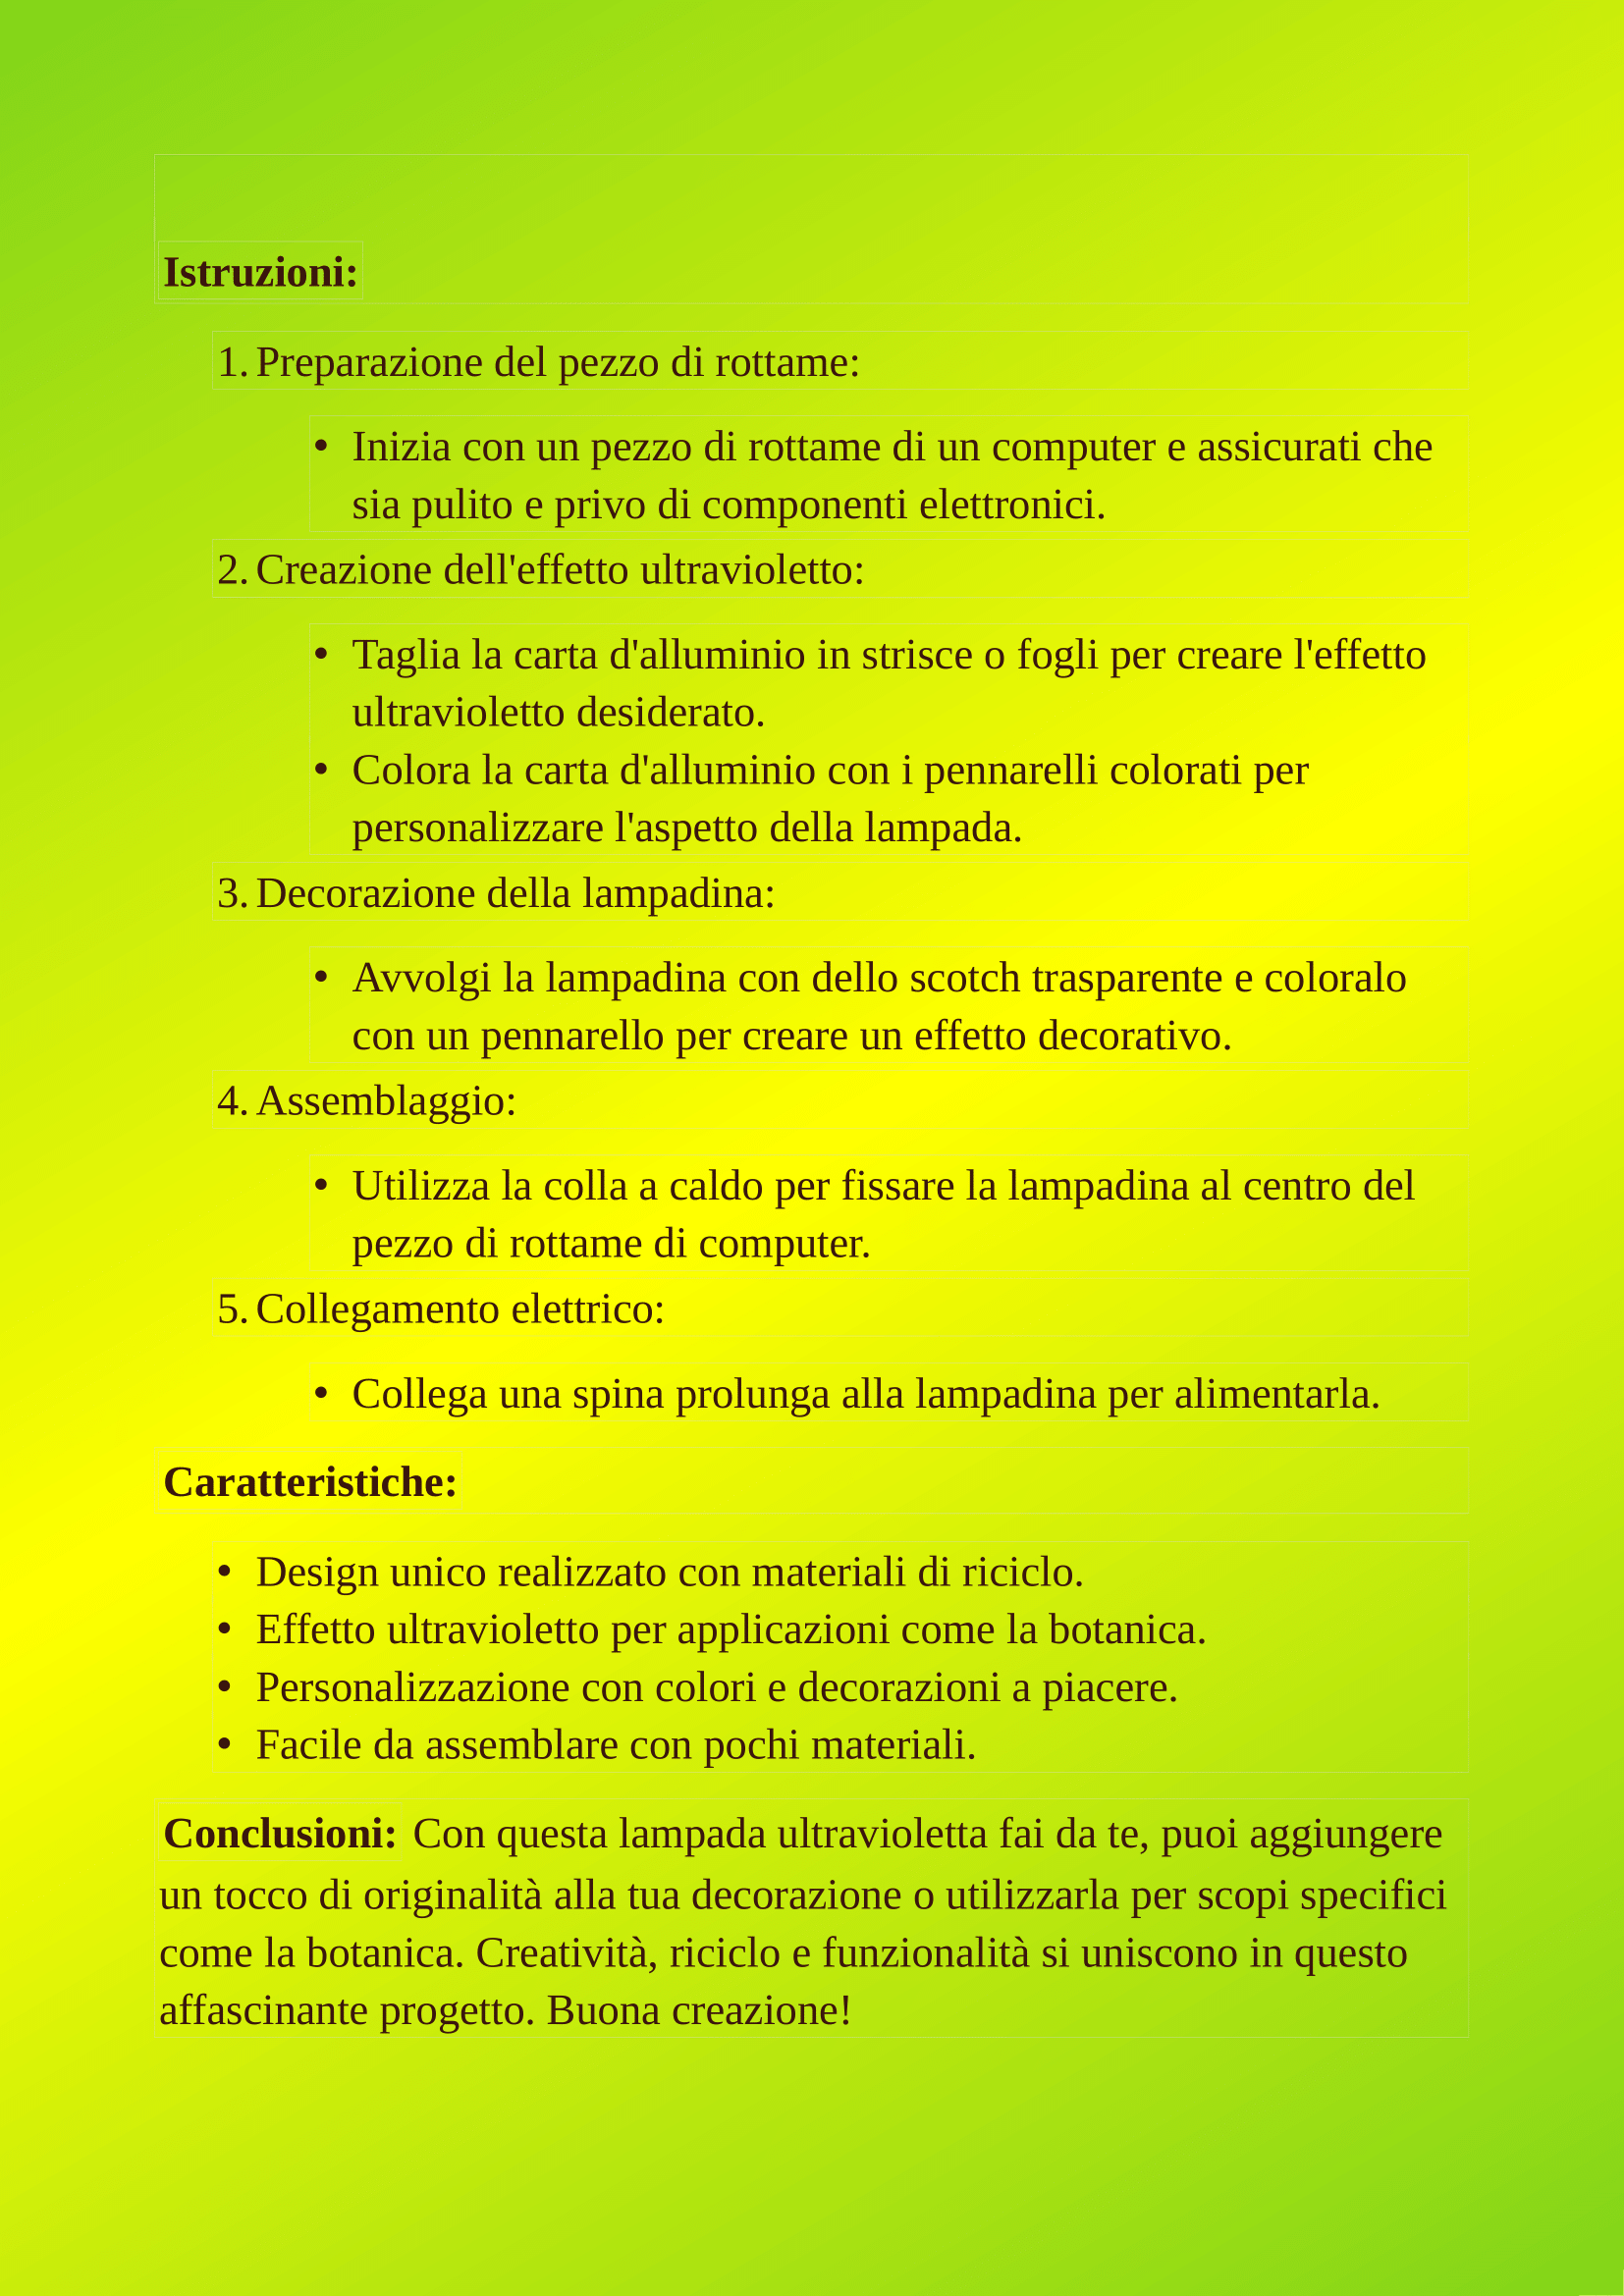 Istruzioni:
1. Preparazione del pezzo di rottame:
• Inizia con un pezzo di rottame di un computer e assicurati che
sia pulito e privo di componenti elettronici.
2. Creazione dell'effetto ultravioletto:
• Taglia la carta d'alluminio in strisce o fogli per creare l'effetto
ultravioletto desiderato.
• Colora la carta d'alluminio con i pennarelli colorati per
personalizzare l'aspetto della lampada.
3. Decorazione della lampadina:
• Avvolgi la lampadina con dello scotch trasparente e coloralo
con un pennarello per creare un effetto decorativo.
4. Assemblaggio:
• Utilizza la colla a caldo per fissare la lampadina al centro del
pezzo di rottame di computer.
5. Collegamento elettrico:
• Collega una spina prolunga alla lampadina per alimentarla.
Caratteristiche:
• Design unico realizzato con materiali di riciclo.
• Effetto ultravioletto per applicazioni come la botanica.
• Personalizzazione con colori e decorazioni a piacere.
• Facile da assemblare con pochi materiali.
Conclusioni: Con questa lampada ultravioletta fai da te, puoi aggiungere
un tocco di originalità alla tua decorazione o utilizzarla per scopi specifici
come la botanica. Creatività, riciclo e funzionalità si uniscono in questo
affascinante progetto. Buona creazione!